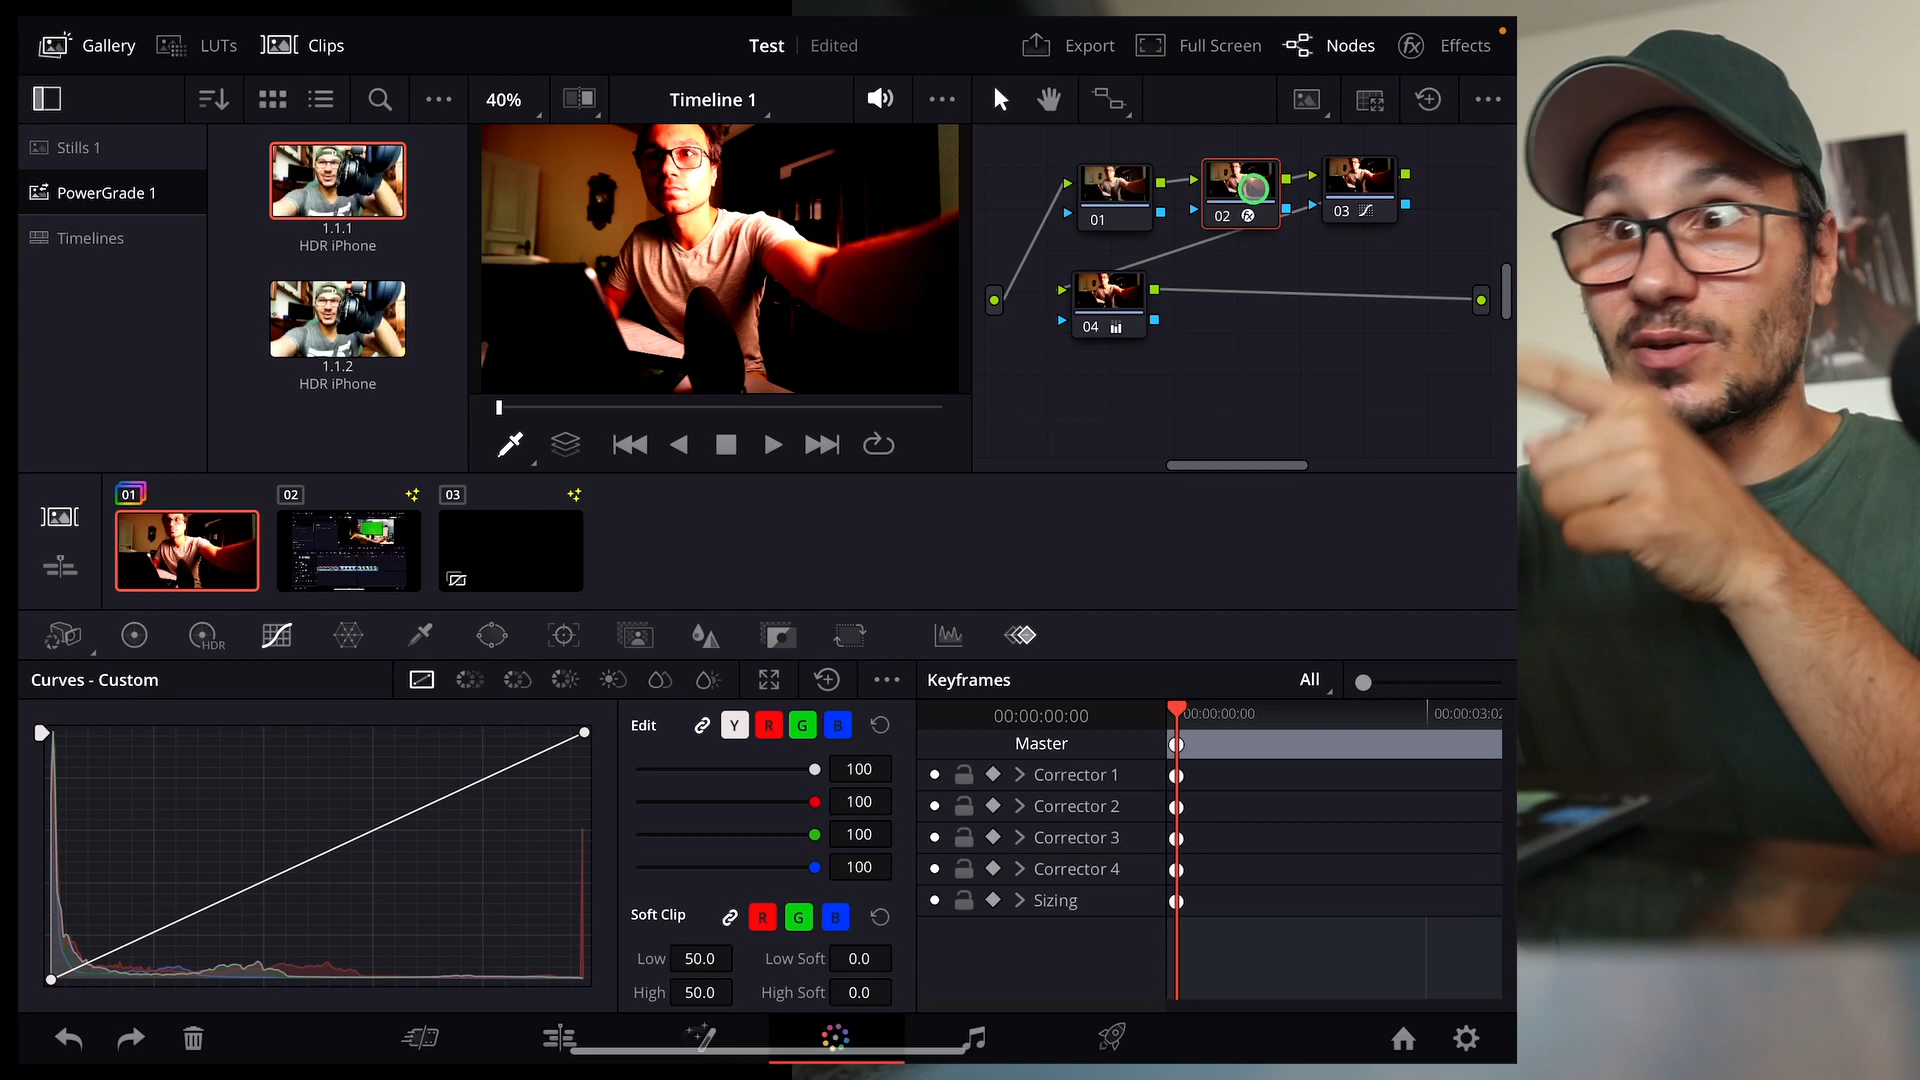 Gallery LUTs Clips Test Edited Export Full Screen Nodes Effects
40% Timeline 1
Stills 1
PowerGrade 1
Timelines
1.1.1
HDR iPhone
1.1.2
HDR iPhone
01
02
03
04
01 02 03
HDR
Curves - Custom
Edit Y R G B
100
100
100
100
Soft Clip R G B
Low 50.0 Low Soft 0.0
High 50.0 High Soft 0.0
Keyframes All
00:00:00:00 00:00:00:00 00:00:03:02
Master
Corrector 1
Corrector 2
Corrector 3
Corrector 4
Sizing